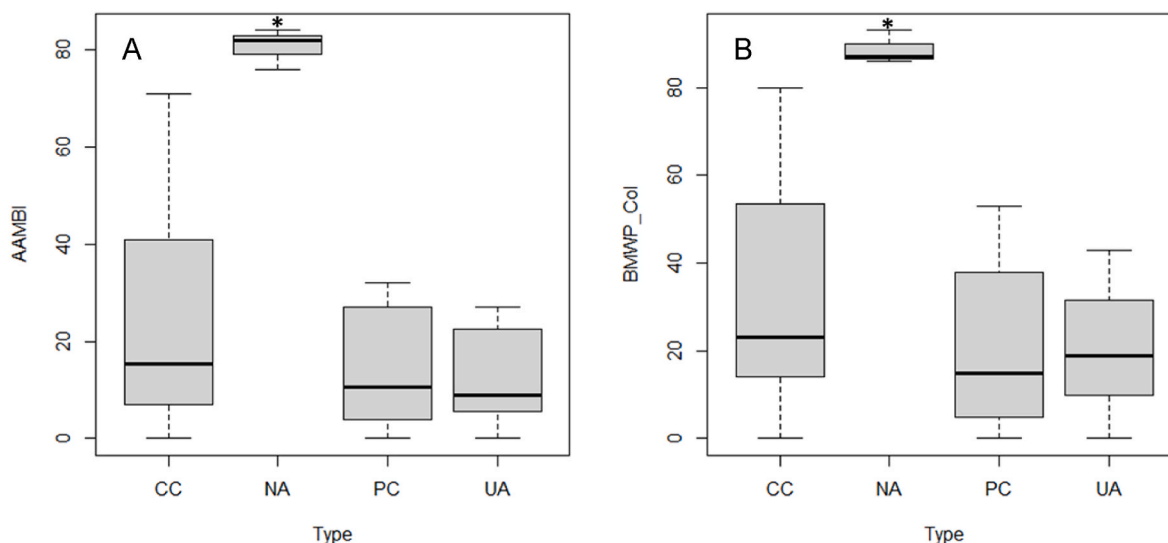 A
*
AAMBI
0 20 40 60 80
CC NA PC UA
Type
B
*
BMWP_Col
0 20 40 60 80
CC NA PC UA
Type